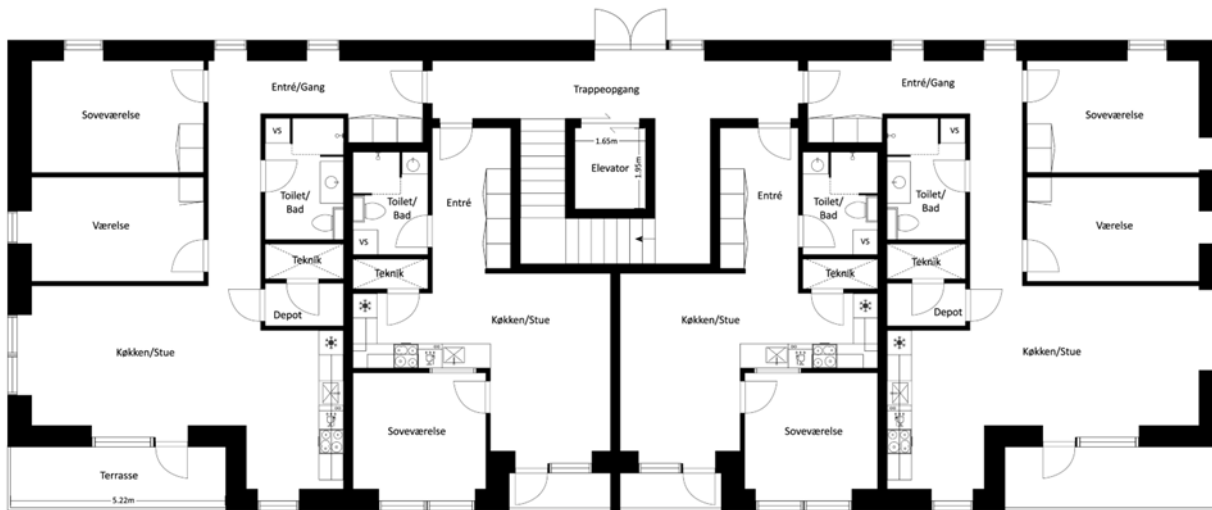 Entré/Gang
Trappeopgang
Entré/Gang
Soveværelse
Soveværelse
VS
VS
1.65m
Elevator
1.95m
Toilet/
Bad
Toilet/
Bad
Entré
Entré
Toilet/
Bad
Toilet/
Bad
Værelse
Værelse
VS
VS
Teknik
Teknik
Teknik
Teknik
Depot
Depot
Køkken/Stue
Køkken/Stue
Køkken/Stue
Køkken/Stue
Soveværelse
Soveværelse
Terrasse
5.22m